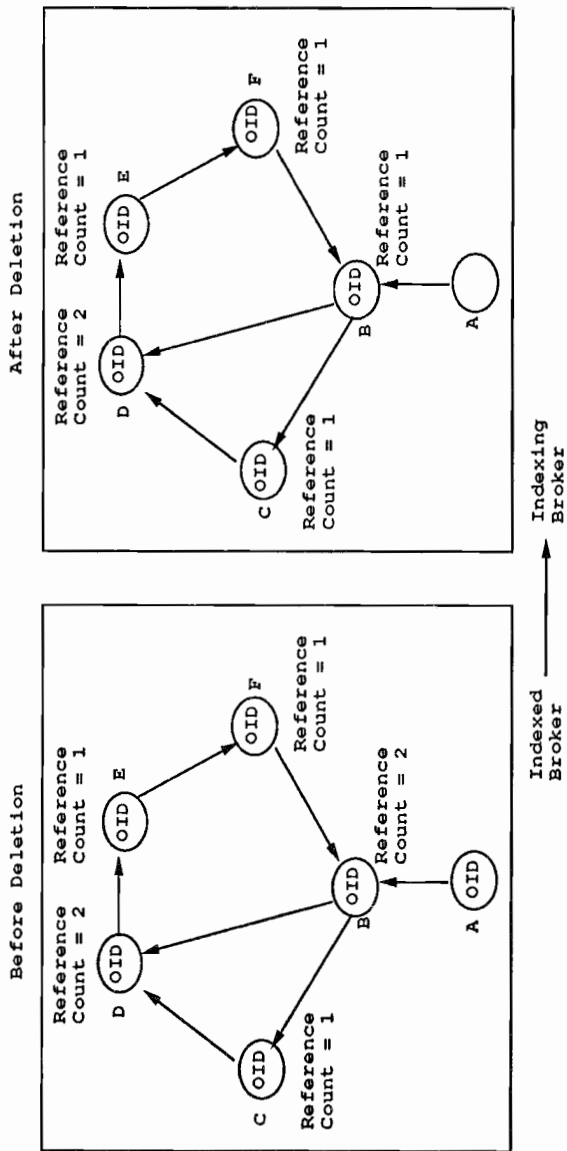 Before Deletion
Reference
Count = 2
Reference
Count = 1
D
OID
OID
E
C
OID
OID
F
Reference
Count = 1
Reference
Count = 1
OID
B
Reference
Count = 2
A
OID
After Deletion
Reference
Count = 2
Reference
Count = 1
D
OID
OID
E
C
OID
OID
F
Reference
Count = 1
Reference
Count = 1
OID
B
Reference
Count = 1
A
Indexed
Broker
Indexing
Broker